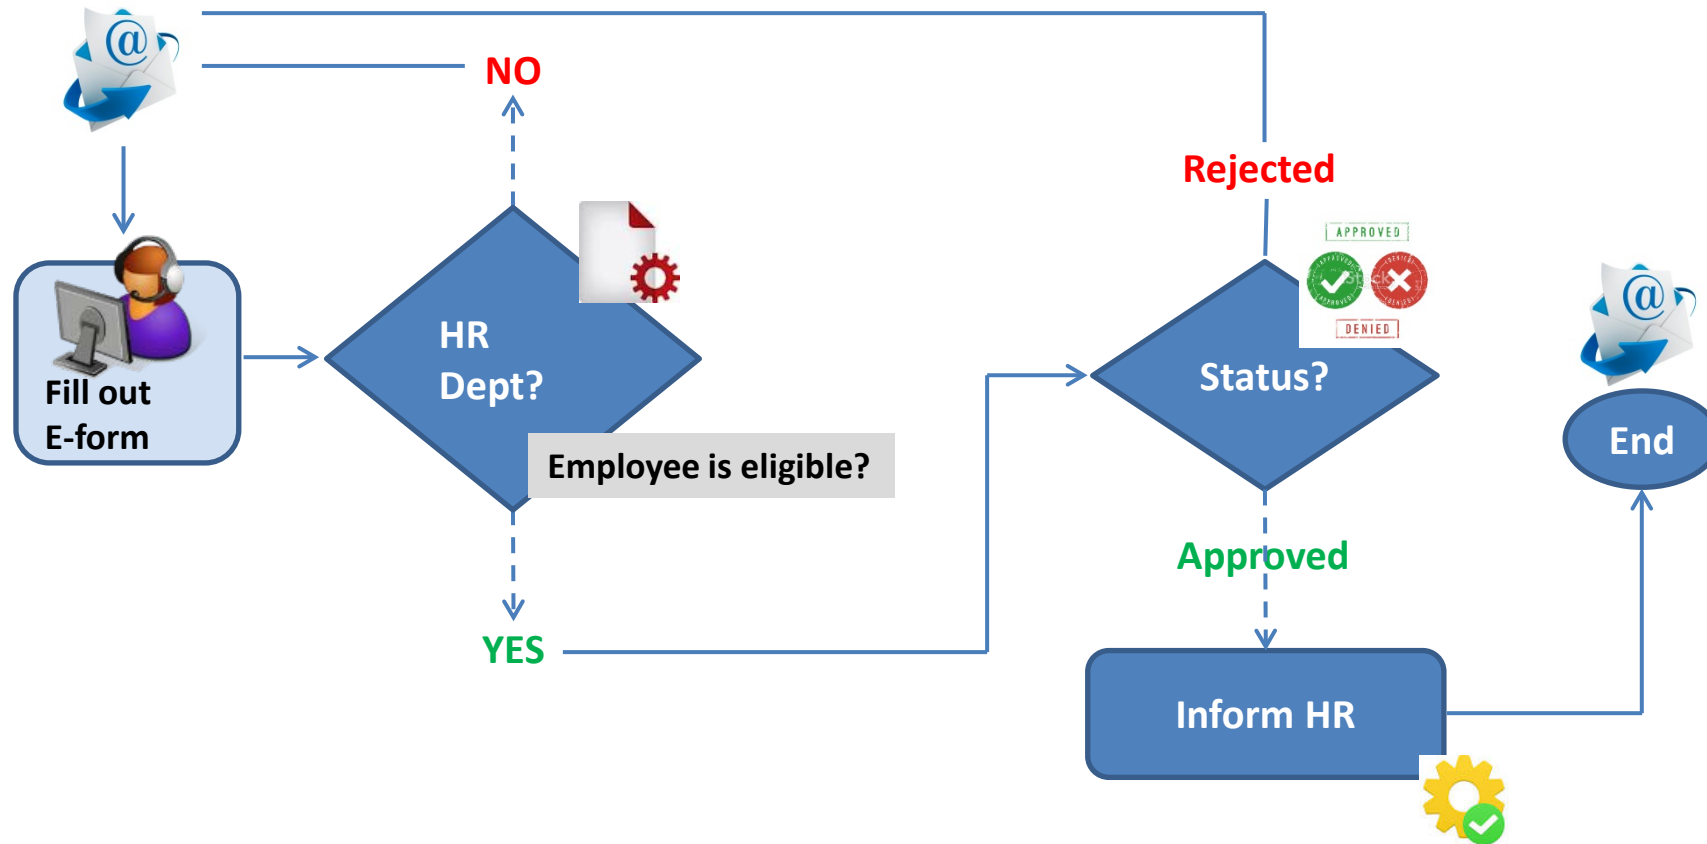 NO
Rejected
APPROVED
DENIED
HR
Dept?
Status?
Fill out
E-form
End
Employee is eligible?
Approved
YES
Inform HR